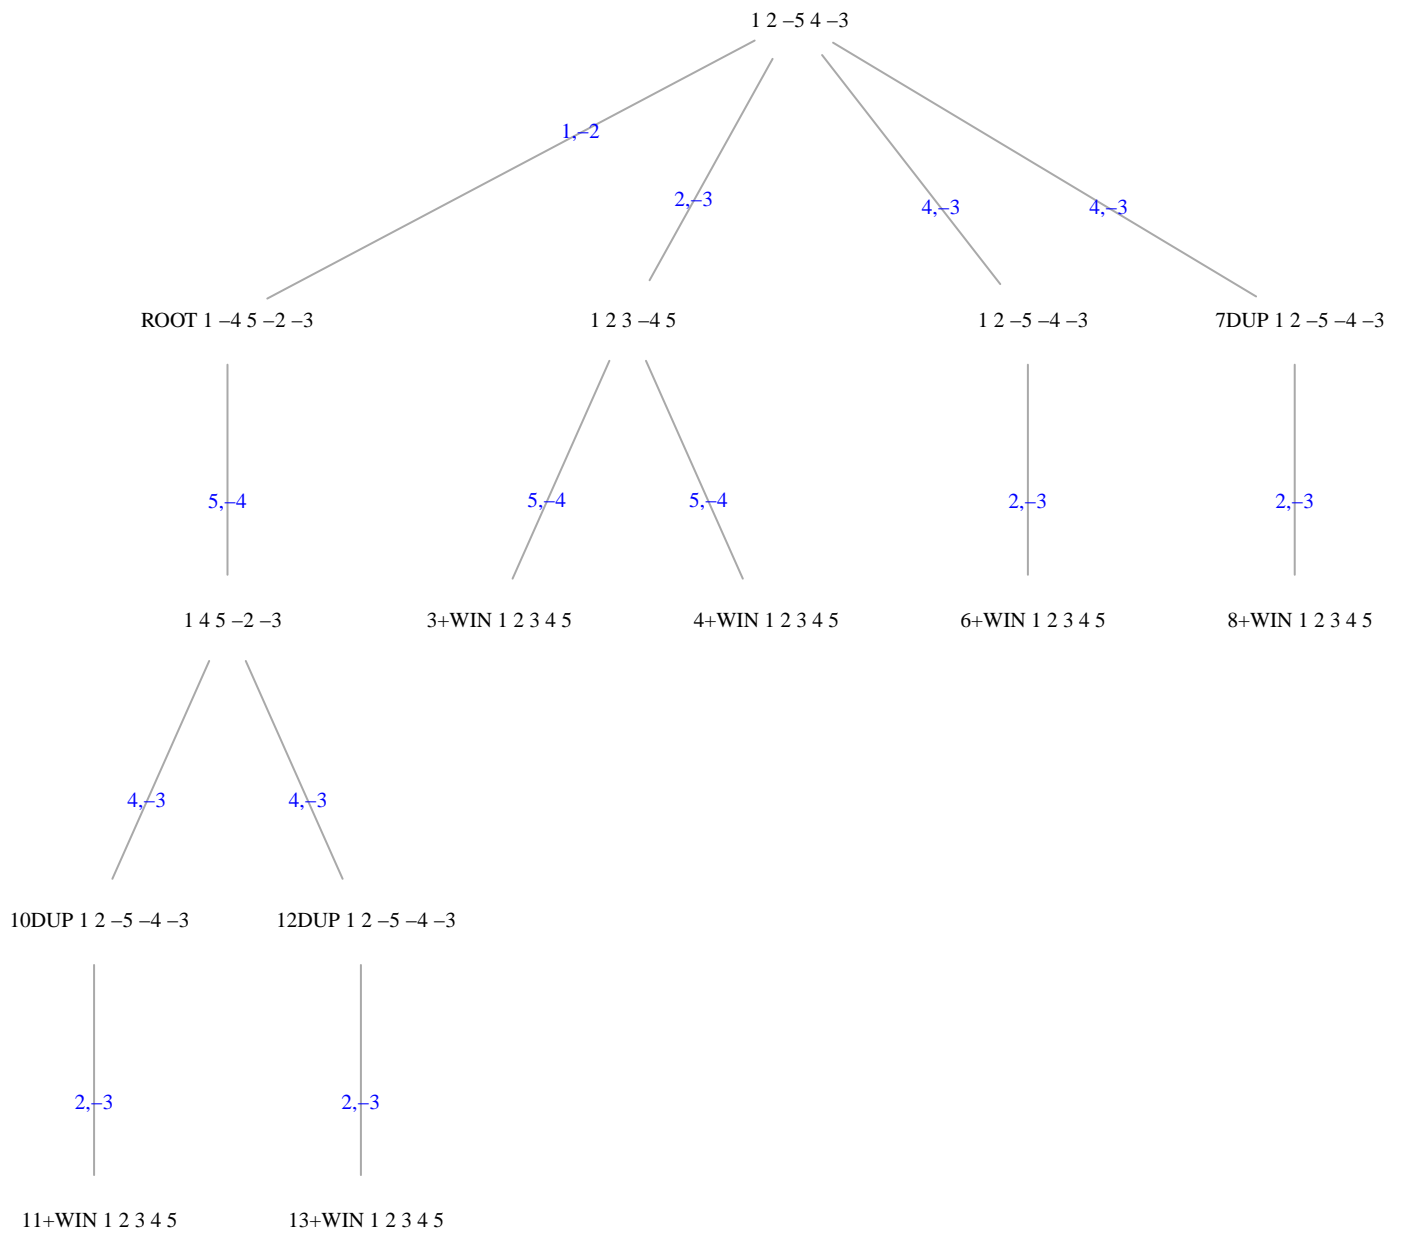 1 2 –5 4 –3
1,–2
2,–3
4,–3
4,–3
ROOT 1 –4 5 –2 –3
1 2 3 –4 5
1 2 –5 –4 –3
7DUP 1 2 –5 –4 –3
5,–4
5,–4
5,–4
2,–3
2,–3
1 4 5 –2 –3
3+WIN 1 2 3 4 5
4+WIN 1 2 3 4 5
6+WIN 1 2 3 4 5
8+WIN 1 2 3 4 5
4,–3
4,–3
10DUP 1 2 –5 –4 –3
12DUP 1 2 –5 –4 –3
2,–3
2,–3
11+WIN 1 2 3 4 5
13+WIN 1 2 3 4 5